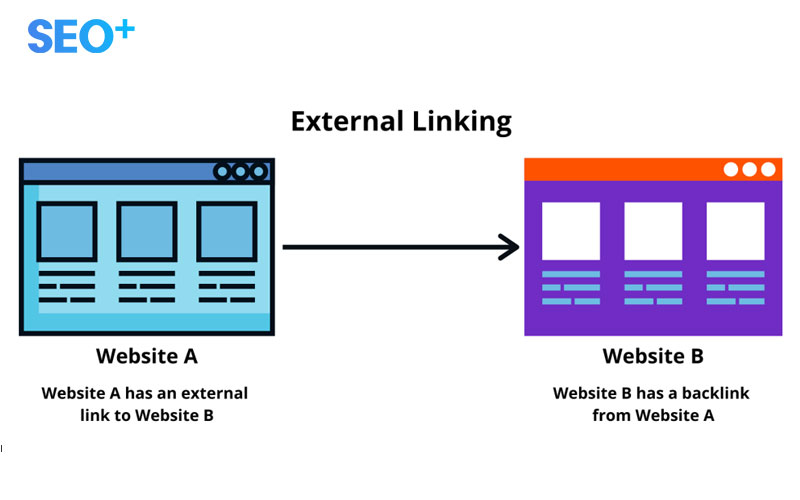 SEO+
External Linking
Website A
Website A has an external
link to Website B
Website B
Website B has a backlink
from Website A